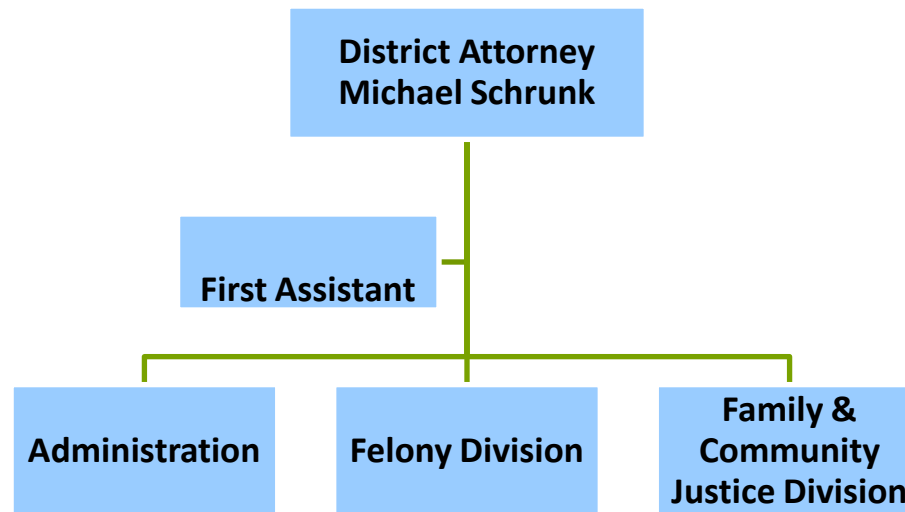 District Attorney
Michael Schrunk
First Assistant
Administration
Felony Division
Family &
Community
Justice Division